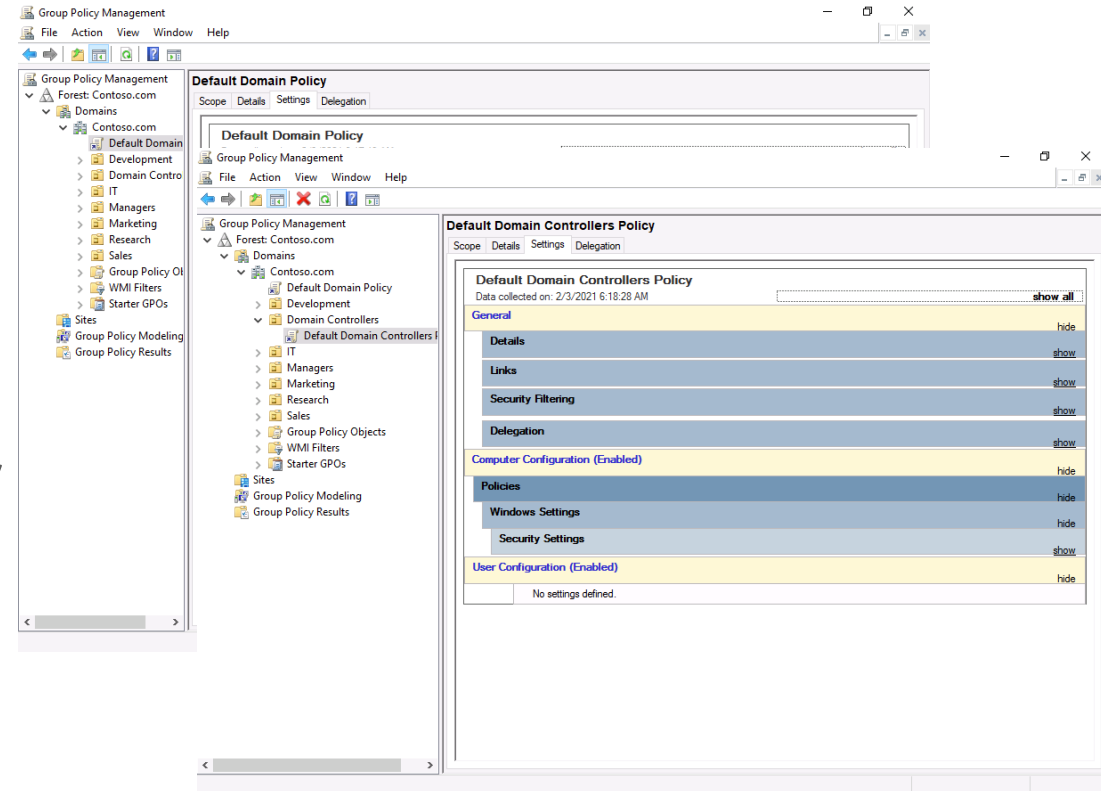 Group Policy Management
File Action View Window Help
Group Policy Management
Forest: Contoso.com
Domains
Contoso.com
Default Domain
Development
Domain Contro
IT
Managers
Marketing
Research
Sales
Group Policy Ob
WMI Filters
Starter GPOs
Sites
Group Policy Modeling
Group Policy Results
Default Domain Policy
Scope Details Settings Delegation
Default Domain Policy
Group Policy Management
File Action View Window Help
Group Policy Management
Forest: Contoso.com
Domains
Contoso.com
Default Domain Policy
Development
Domain Controllers
Default Domain Controllers P
IT
Managers
Marketing
Research
Sales
Group Policy Objects
WMI Filters
Starter GPOs
Sites
Group Policy Modeling
Group Policy Results
Default Domain Controllers Policy
Scope Details Settings Delegation
Default Domain Controllers Policy
Data collected on: 2/3/2021 6:18:28 AM show all
General hide
Details show
Links show
Security Filtering show
Delegation show
Computer Configuration (Enabled) hide
Policies hide
Windows Settings hide
Security Settings show
User Configuration (Enabled) hide
No settings defined.